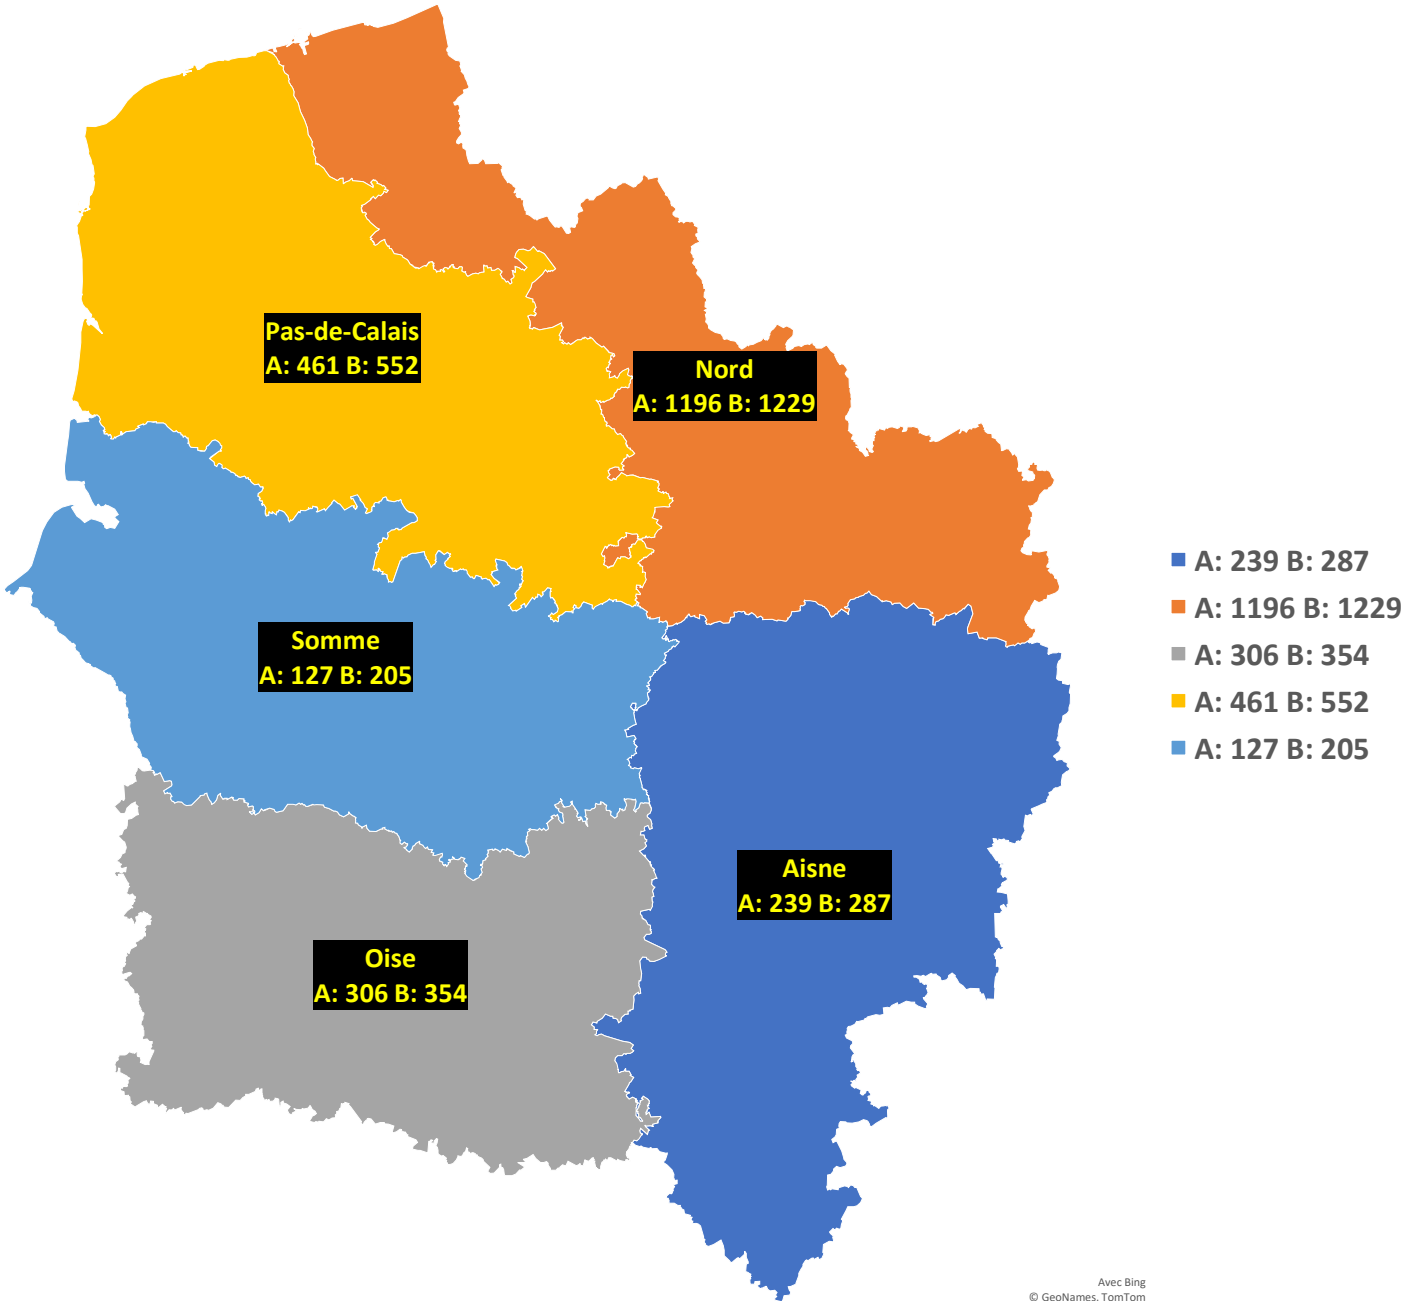 Pas-de-Calais
A: 461 B: 552
Nord
A: 1196 B: 1229
Somme
A: 127 B: 205
Aisne
A: 239 B: 287
Oise
A: 306 B: 354
A: 239 B: 287
A: 1196 B: 1229
A: 306 B: 354
A: 461 B: 552
A: 127 B: 205
Avec Bing
© GeoNames, TomTom